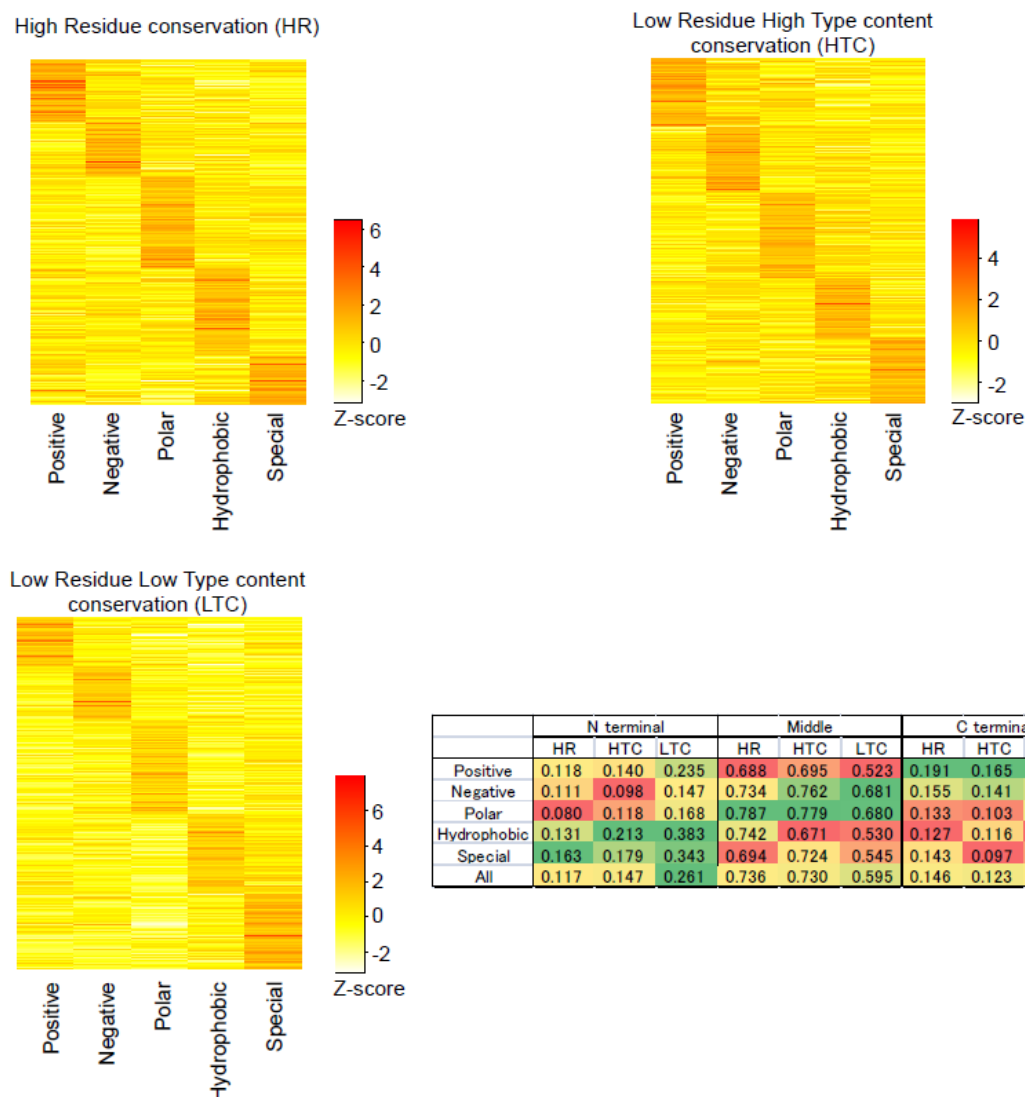 High Residue conservation (HR)
Low Residue High Type content
conservation (HTC)
6
4
2
0
-2
Z-score
4
2
0
-2
Z-score
Positive
Negative
Polar
Hydrophobic
Special
Positive
Negative
Polar
Hydrophobic
Special
Low Residue Low Type content
conservation (LTC)
6
4
2
0
-2
Z-score
Positive
Negative
Polar
Hydrophobic
Special
N terminal Middle C termina
HR HTC LTC HR HTC LTC HR HTC
Positive 0.118 0.140 0.235 0.688 0.695 0.523 0.191 0.165
Negative 0.111 0.098 0.147 0.734 0.762 0.681 0.155 0.141
Polar 0.080 0.118 0.168 0.787 0.779 0.680 0.133 0.103
Hydrophobic 0.131 0.213 0.383 0.742 0.671 0.530 0.127 0.116
Special 0.163 0.179 0.343 0.694 0.724 0.545 0.143 0.097
All 0.117 0.147 0.261 0.736 0.730 0.595 0.146 0.123